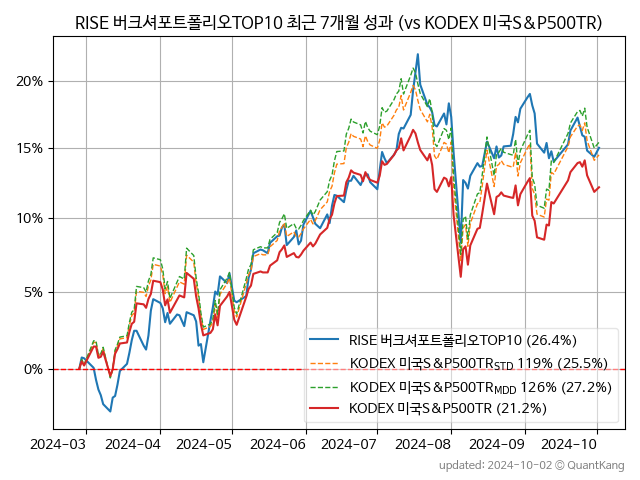 RISE 버크셔포트폴리오TOP10 최근 7개월 성과 (vs KODEX 미국S&P500TR)
20%
15%
10%
5%
0%
RISE 버크셔포트폴리오TOP10 (26.4%)
KODEX 미국S&P500TRSTD 119% (25.5%)
KODEX 미국S&P500TRMDD 126% (27.2%)
KODEX 미국S&P500TR (21.2%)
2024-03 2024-04 2024-05 2024-06 2024-07 2024-08 2024-09 2024-10
updated: 2024-10-02 © QuantKang